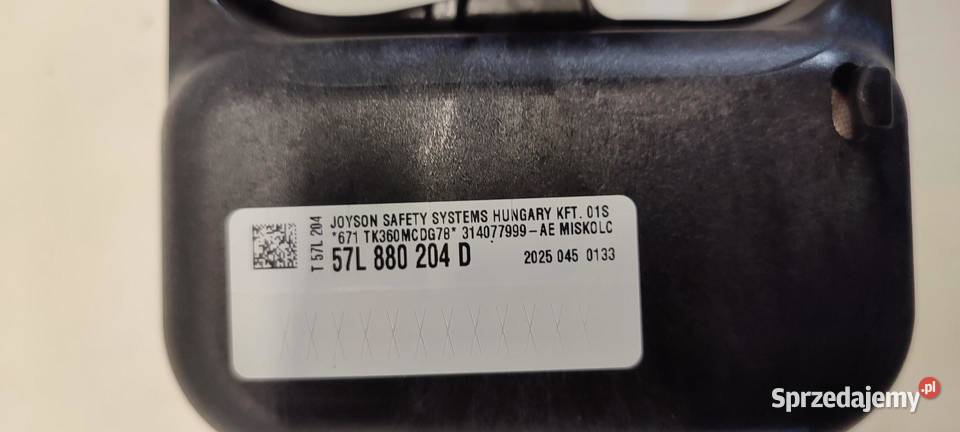 T 57L 204
JOYSON SAFETY SYSTEMS HUNGARY KFT. 01S
*671 TK360MCDG78* 314077999-AE MISKOLC
57L 880 204 D 2025 045 0133
Sprzedajemy.pl